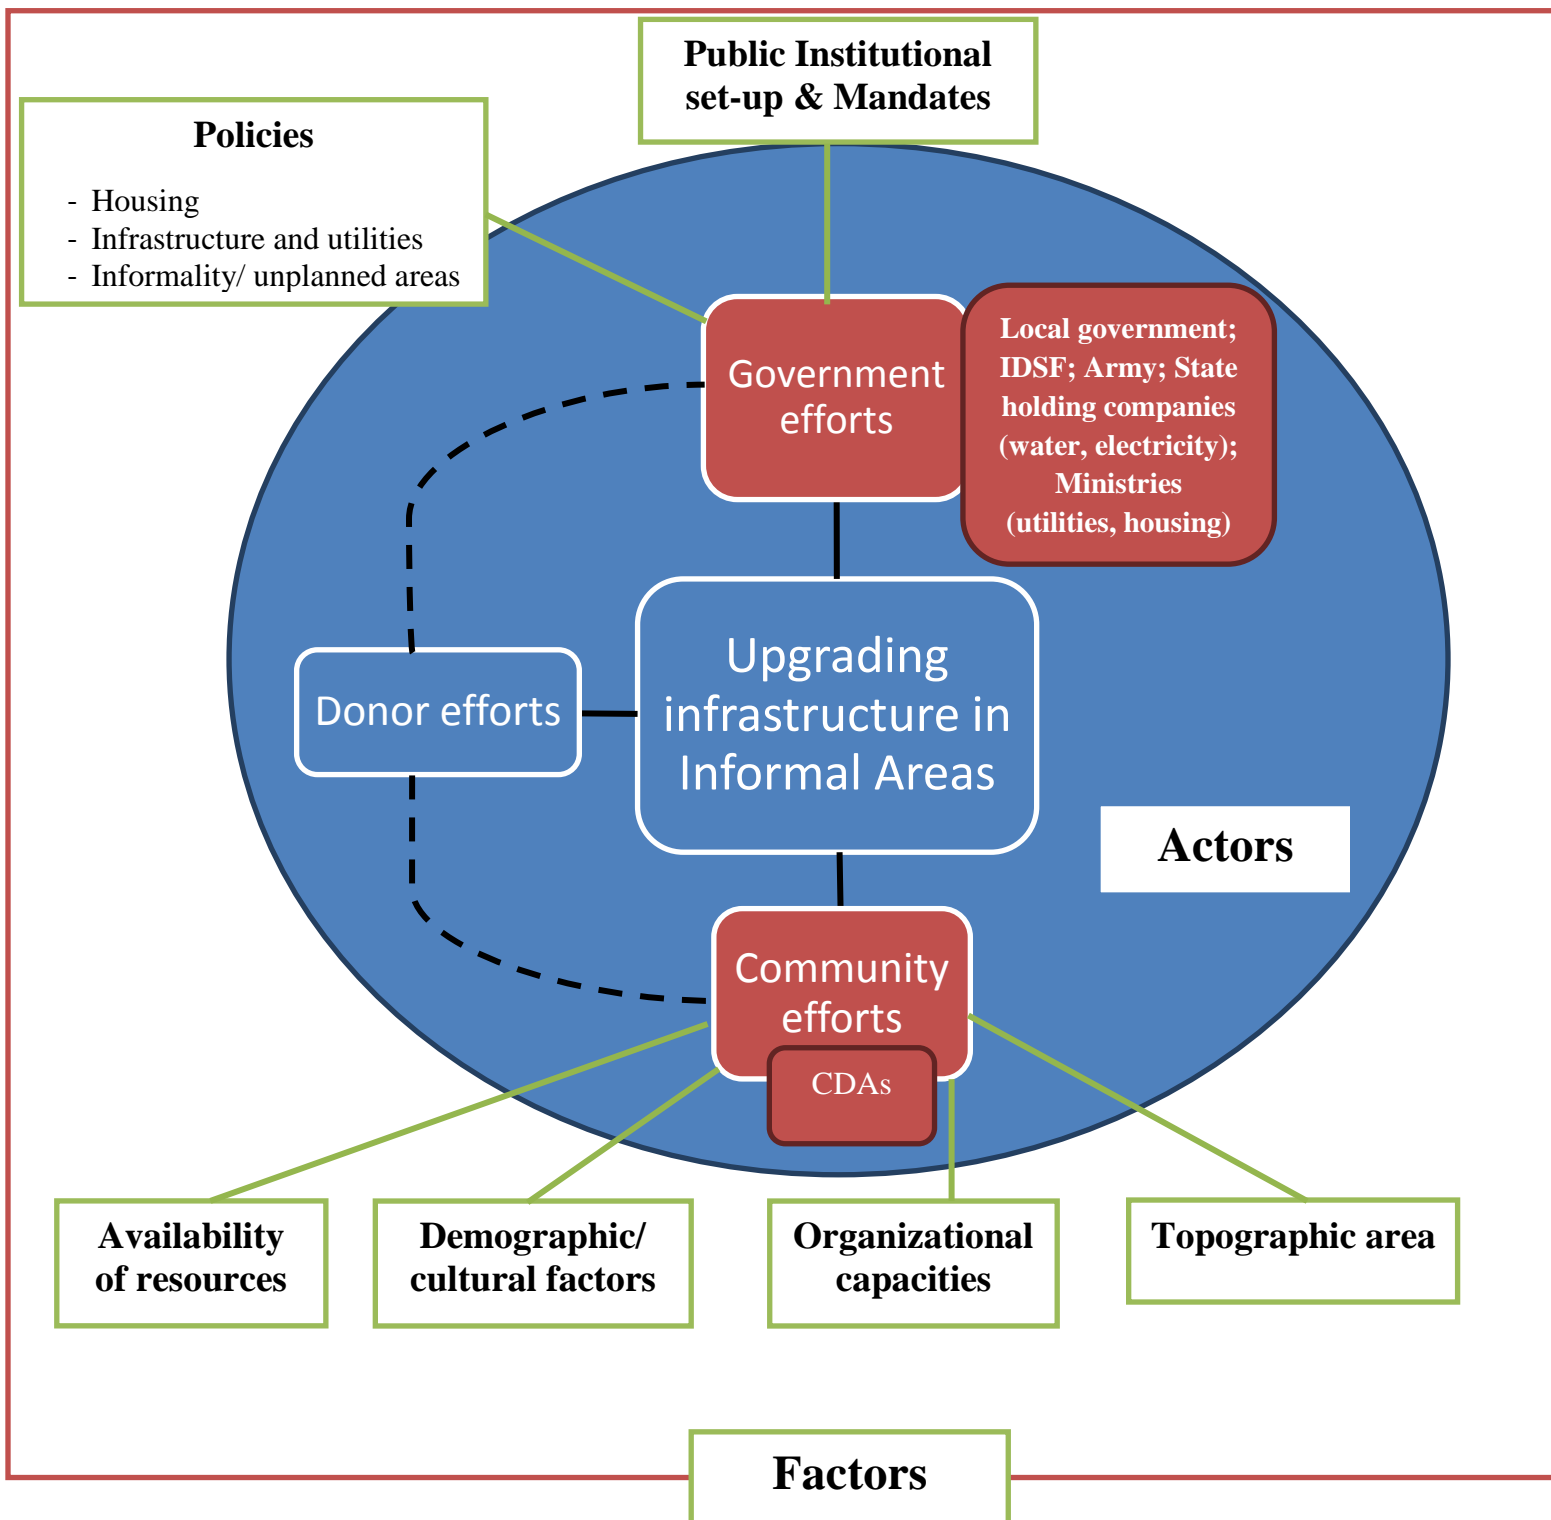 Public Institutional
set-up & Mandates
Policies
- Housing
- Infrastructure and utilities
- Informality/ unplanned areas
Government
efforts
Local government;
IDSF; Army; State
holding companies
(water, electricity);
Ministries
(utilities, housing)
Upgrading
infrastructure in
Informal Areas
Donor efforts
Actors
Community
efforts
CDAs
Availability
of resources
Demographic/
cultural factors
Organizational
capacities
Topographic area
Factors